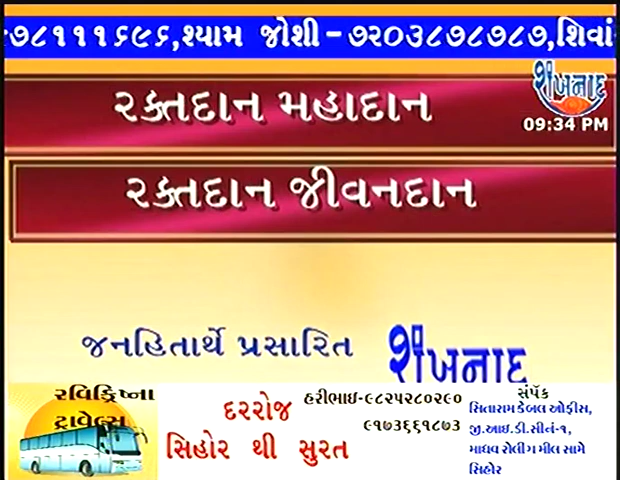 ૭૮૧૧૧૬૯૬,શ્યામ જોશી-૭૨૦૩૮૭૮૭૮૭,શિવાં
શંખનાદ
09:34 PM
રક્તદાન મહાદાન
રક્તદાન જીવનદાન
જનહિતાર્થે પ્રસારિત શંખનાદ
રવિક્રિષ્ના
ટ્રાવેલ્સ
દરરોજ
સિહોર થી સુરત
હરીભાઇ-૯૮૨૫૨૮૦૨૯૦
૯૧૭૩૬૬૧૮૭૩
સંપૅક
સિતારામ કેબલ ઓફીસ,
જી.આઇ.ડી.સીનં-૧,
માધવ રોલીંગ મીલ સામે
સિહોર